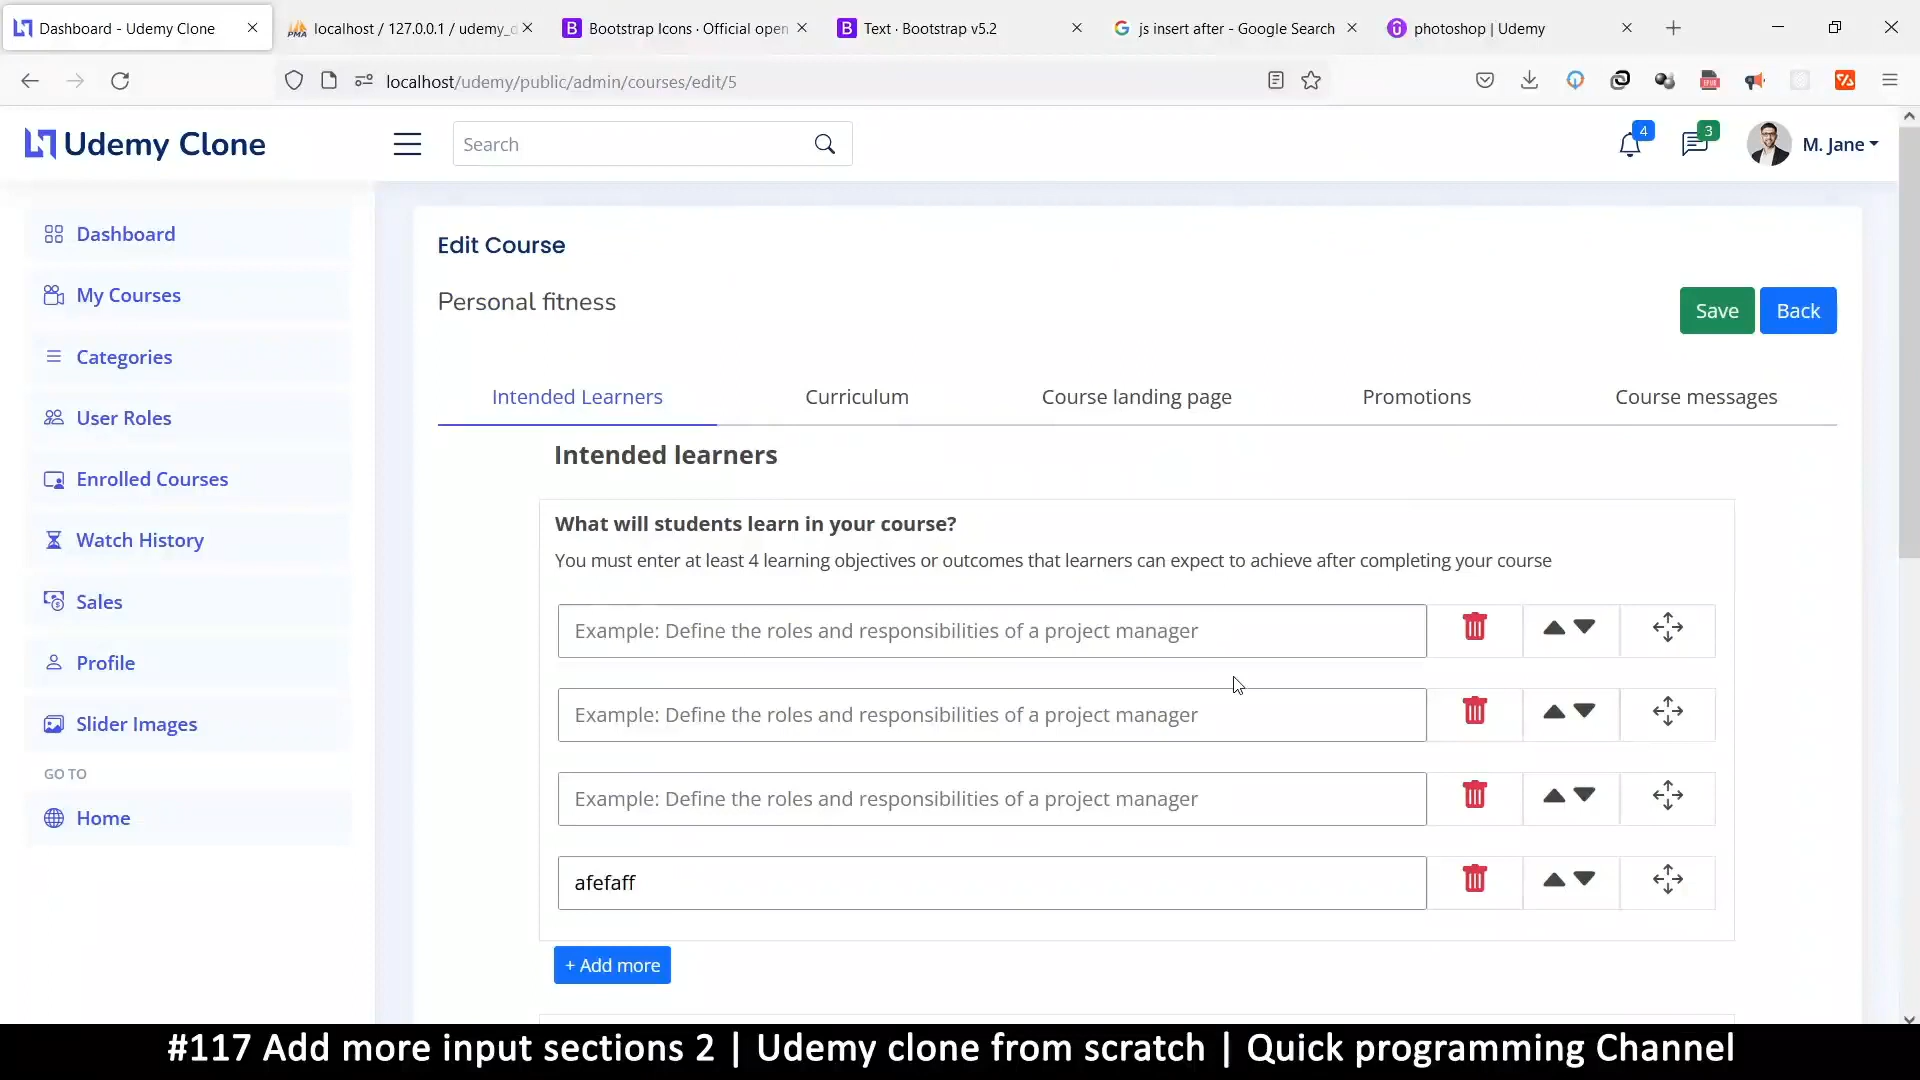 Dashboard - Udemy Clone
localhost / 127.0.0.1 / udemy_
Bootstrap Icons · Official open
Text · Bootstrap v5.2
js insert after - Google Search
photoshop | Udemy
localhost/udemy/public/admin/courses/edit/5
Udemy Clone
Search
4
3
M. Jane
Dashboard
My Courses
Categories
User Roles
Enrolled Courses
Watch History
Sales
Profile
Slider Images
GO TO
Home
Edit Course
Personal fitness
Save
Back
Intended Learners
Curriculum
Course landing page
Promotions
Course messages
Intended learners
What will students learn in your course?
You must enter at least 4 learning objectives or outcomes that learners can expect to achieve after completing your course
Example: Define the roles and responsibilities of a project manager
Example: Define the roles and responsibilities of a project manager
Example: Define the roles and responsibilities of a project manager
afefaff
+ Add more
#117 Add more input sections 2 | Udemy clone from scratch | Quick programming Channel